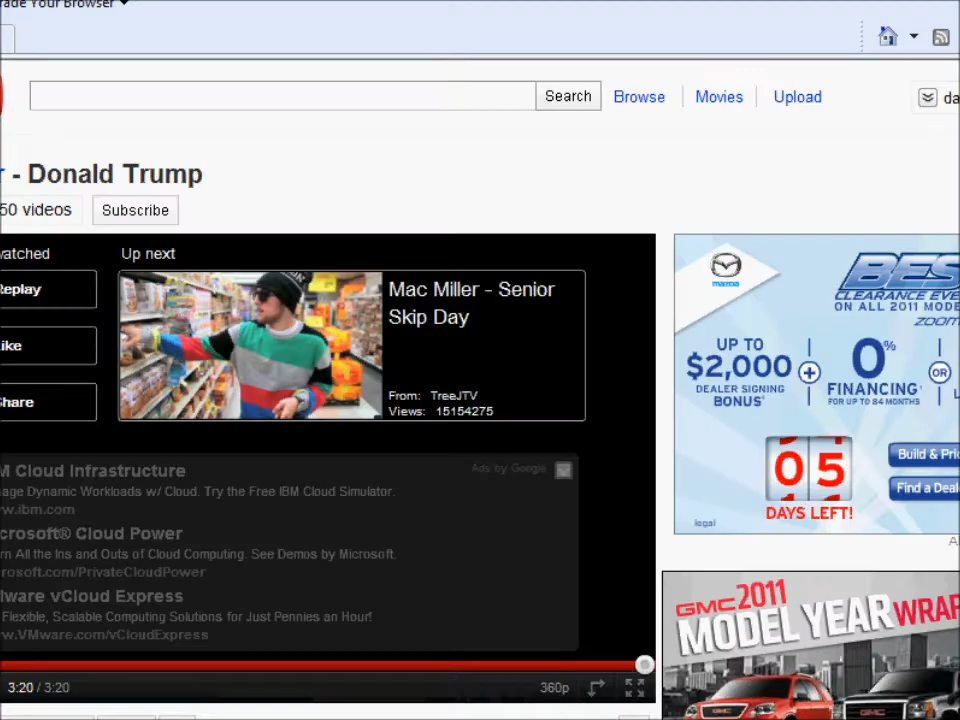 rade Your Browser
Search
Browse
Movies
Upload
da
r - Donald Trump
50 videos
Subscribe
watched
Up next
Replay
Like
Share
Mac Miller - Senior
Skip Day
From: TreeJTV
Views: 15154275
Ads by Google
M Cloud Infrastructure
nage Dynamic Workloads w/ Cloud. Try the Free IBM Cloud Simulator.
w.ibm.com
crosoft® Cloud Power
rn All the Ins and Outs of Cloud Computing. See Demos by Microsoft.
rosoft.com/PrivateCloudPower
lware vCloud Express
Flexible, Scalable Computing Solutions for Just Pennies an Hour!
w.VMware.com/vCloudExpress
3:20 / 3:20
360p
mazda
BES
CLEARANCE EVE
ON ALL 2011 MODE
ZOOM
UP TO
$2,000
DEALER SIGNING
BONUS*
+
0%
FINANCING*
FOR UP TO 84 MONTHS
OR
05
DAYS LEFT!
Build & Pric
Find a Deal
legal
A
GMC 2011
MODEL YEAR WRAP